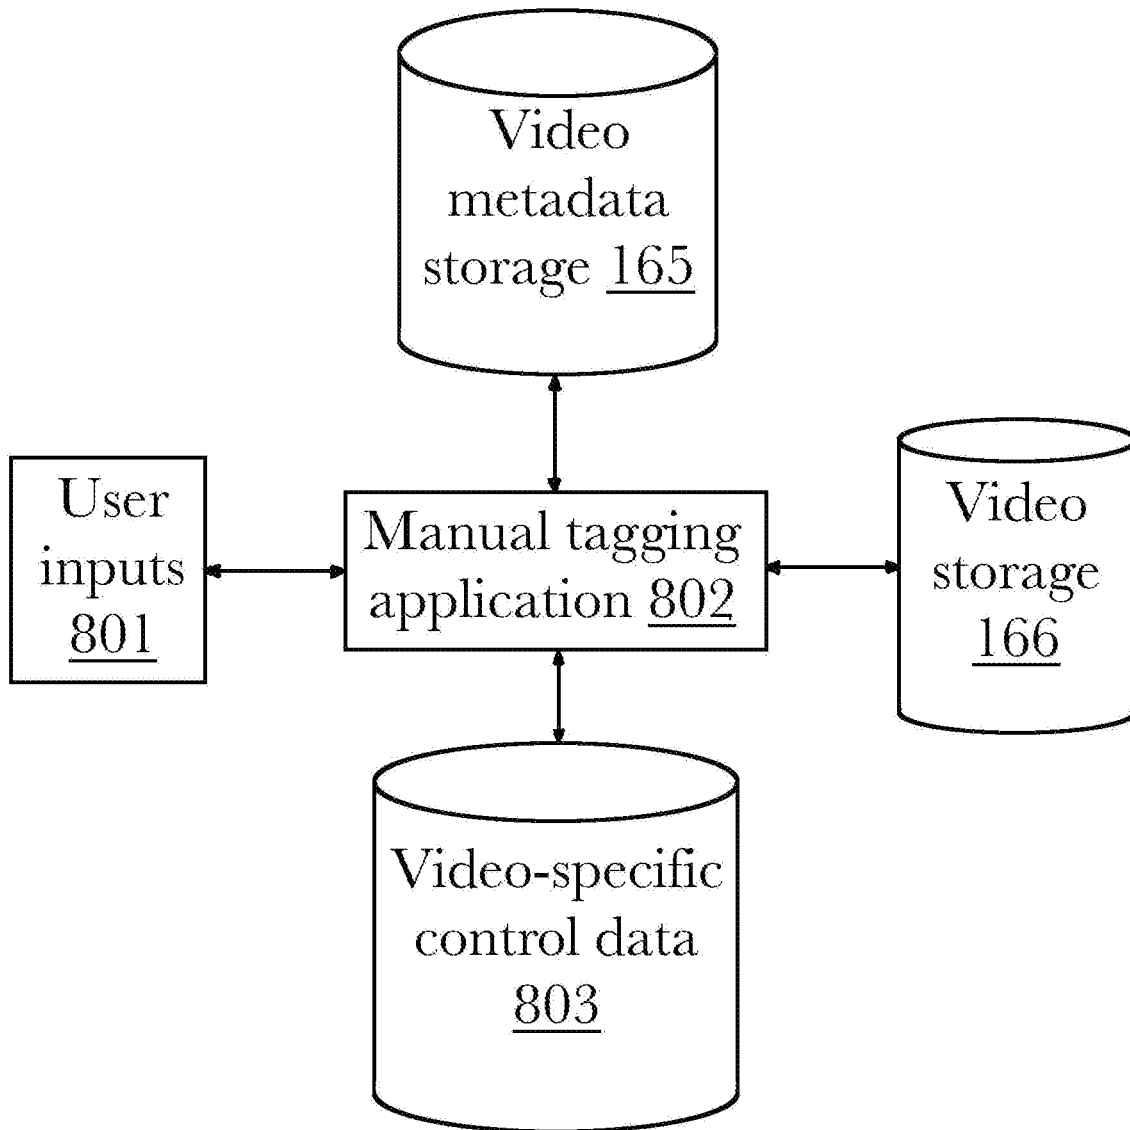 Video
metadata
storage 165
User
inputs
801
Manual tagging
application 802
Video
storage
166
Video-specific
control data
803